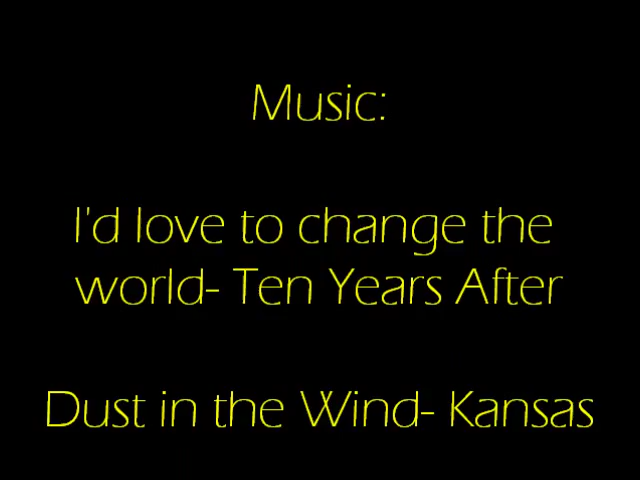 Music:
I'd love to change the
world- Ten Years After
Dust in the Wind- Kansas